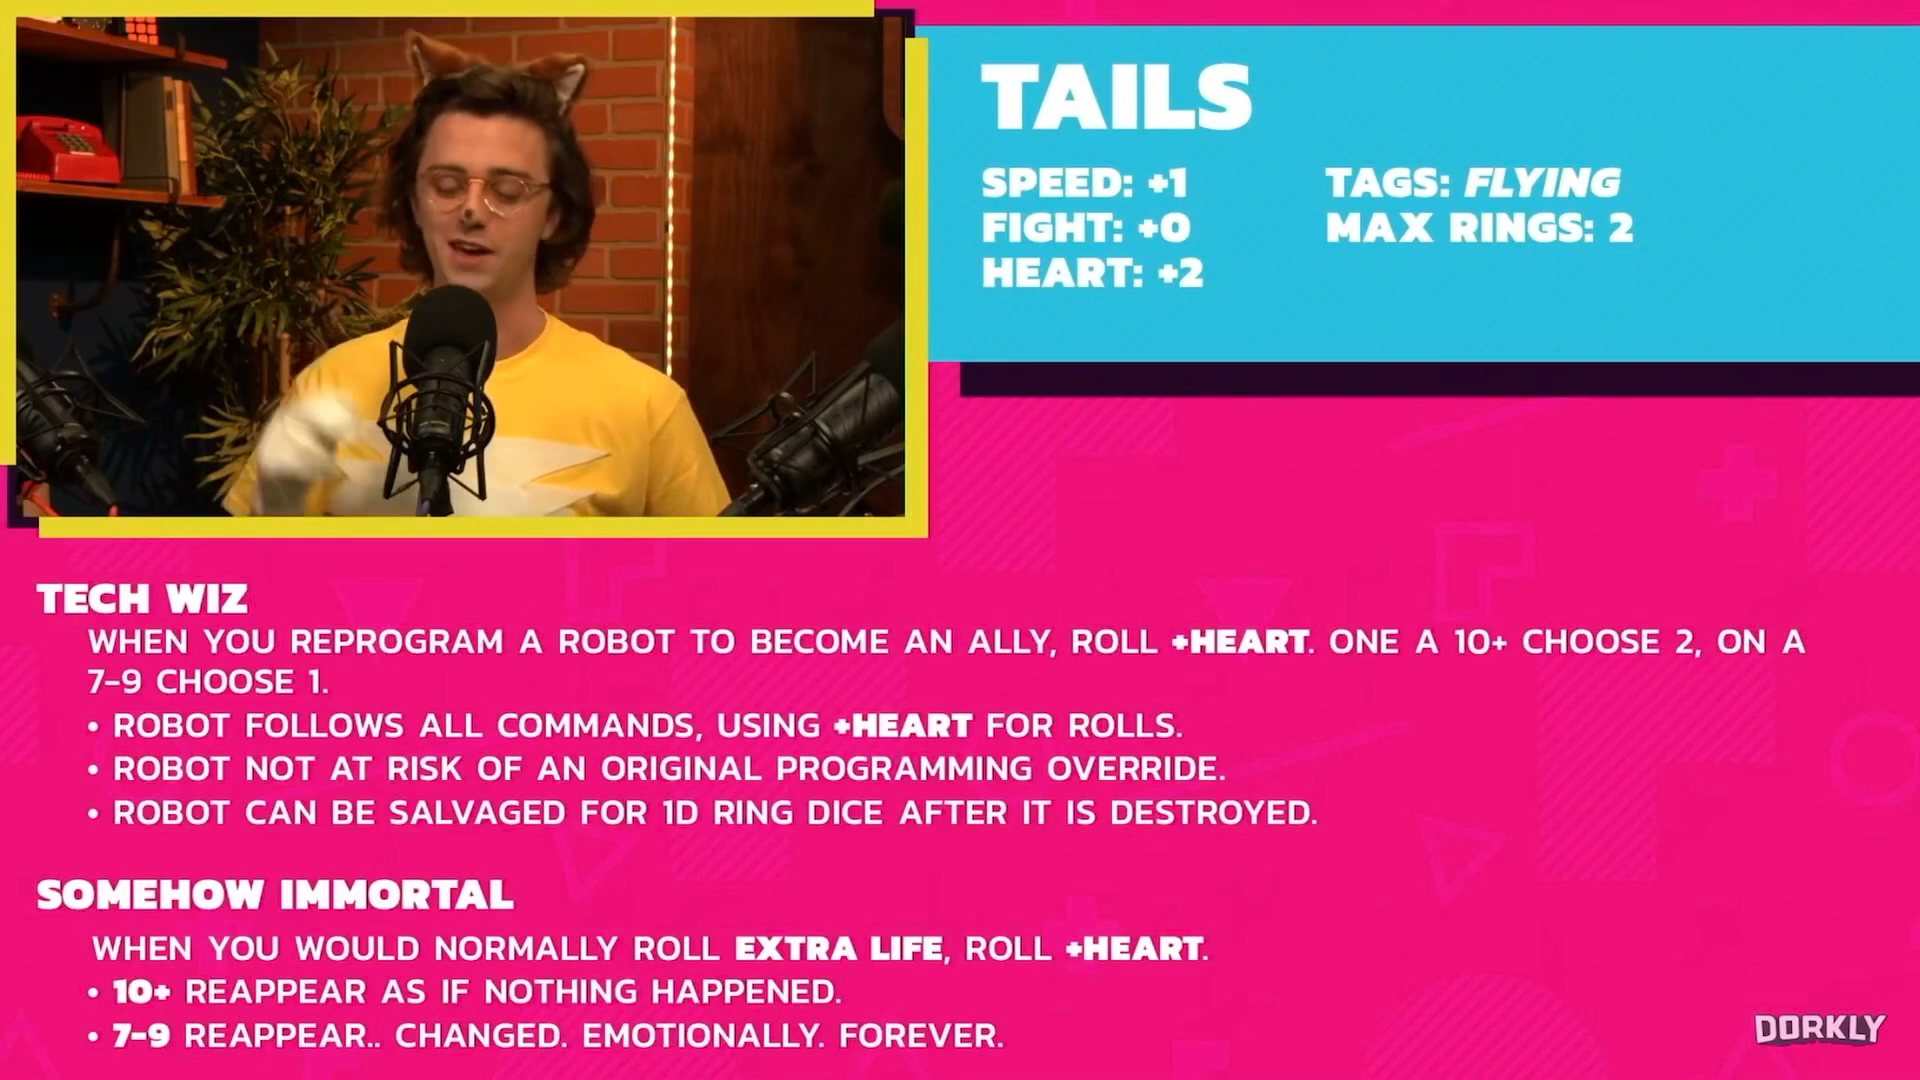 TAILS
SPEED: +1
FIGHT: +0
HEART: +2
TAGS: FLYING
MAX RINGS: 2
TECH WIZ
WHEN YOU REPROGRAM A ROBOT TO BECOME AN ALLY, ROLL +HEART. ONE A 10+ CHOOSE 2, ON A
7-9 CHOOSE 1.
• ROBOT FOLLOWS ALL COMMANDS, USING +HEART FOR ROLLS.
• ROBOT NOT AT RISK OF AN ORIGINAL PROGRAMMING OVERRIDE.
• ROBOT CAN BE SALVAGED FOR 1D RING DICE AFTER IT IS DESTROYED.
SOMEHOW IMMORTAL
WHEN YOU WOULD NORMALLY ROLL EXTRA LIFE, ROLL +HEART.
• 10+ REAPPEAR AS IF NOTHING HAPPENED.
• 7-9 REAPPEAR.. CHANGED. EMOTIONALLY. FOREVER.
DORKLY